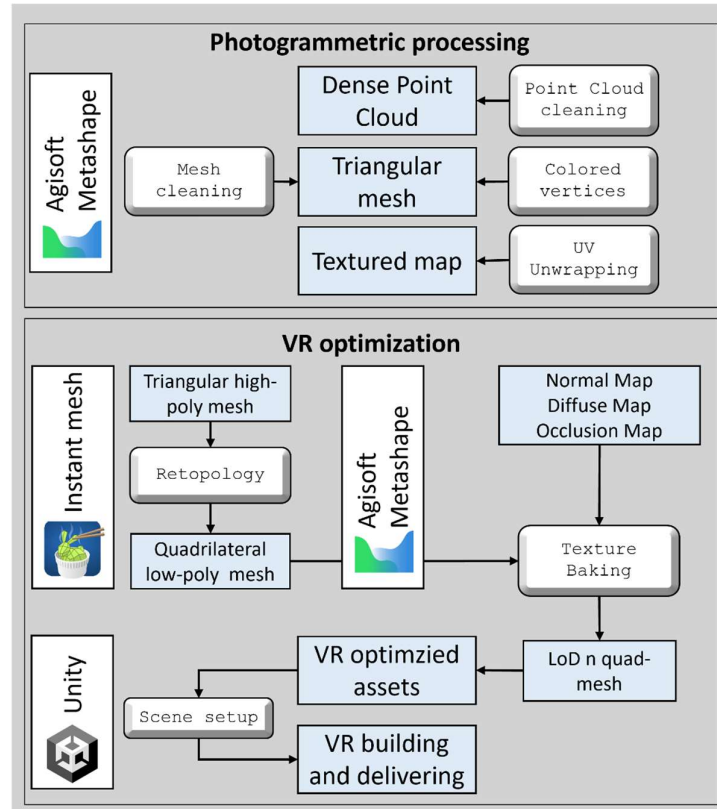 Photogrammetric processing
Agisoft
Metashape
Dense Point
Cloud
Point Cloud
cleaning
Mesh
cleaning
Triangular
mesh
Colored
vertices
Textured map
UV
Unwrapping
VR optimization
Instant mesh
Triangular high-
poly mesh
Retopology
Quadrilateral
low-poly mesh
Agisoft
Metashape
Normal Map
Diffuse Map
Occlusion Map
Texture
Baking
Unity
VR optimzied
assets
LoD n quad-
mesh
Scene setup
VR building
and delivering